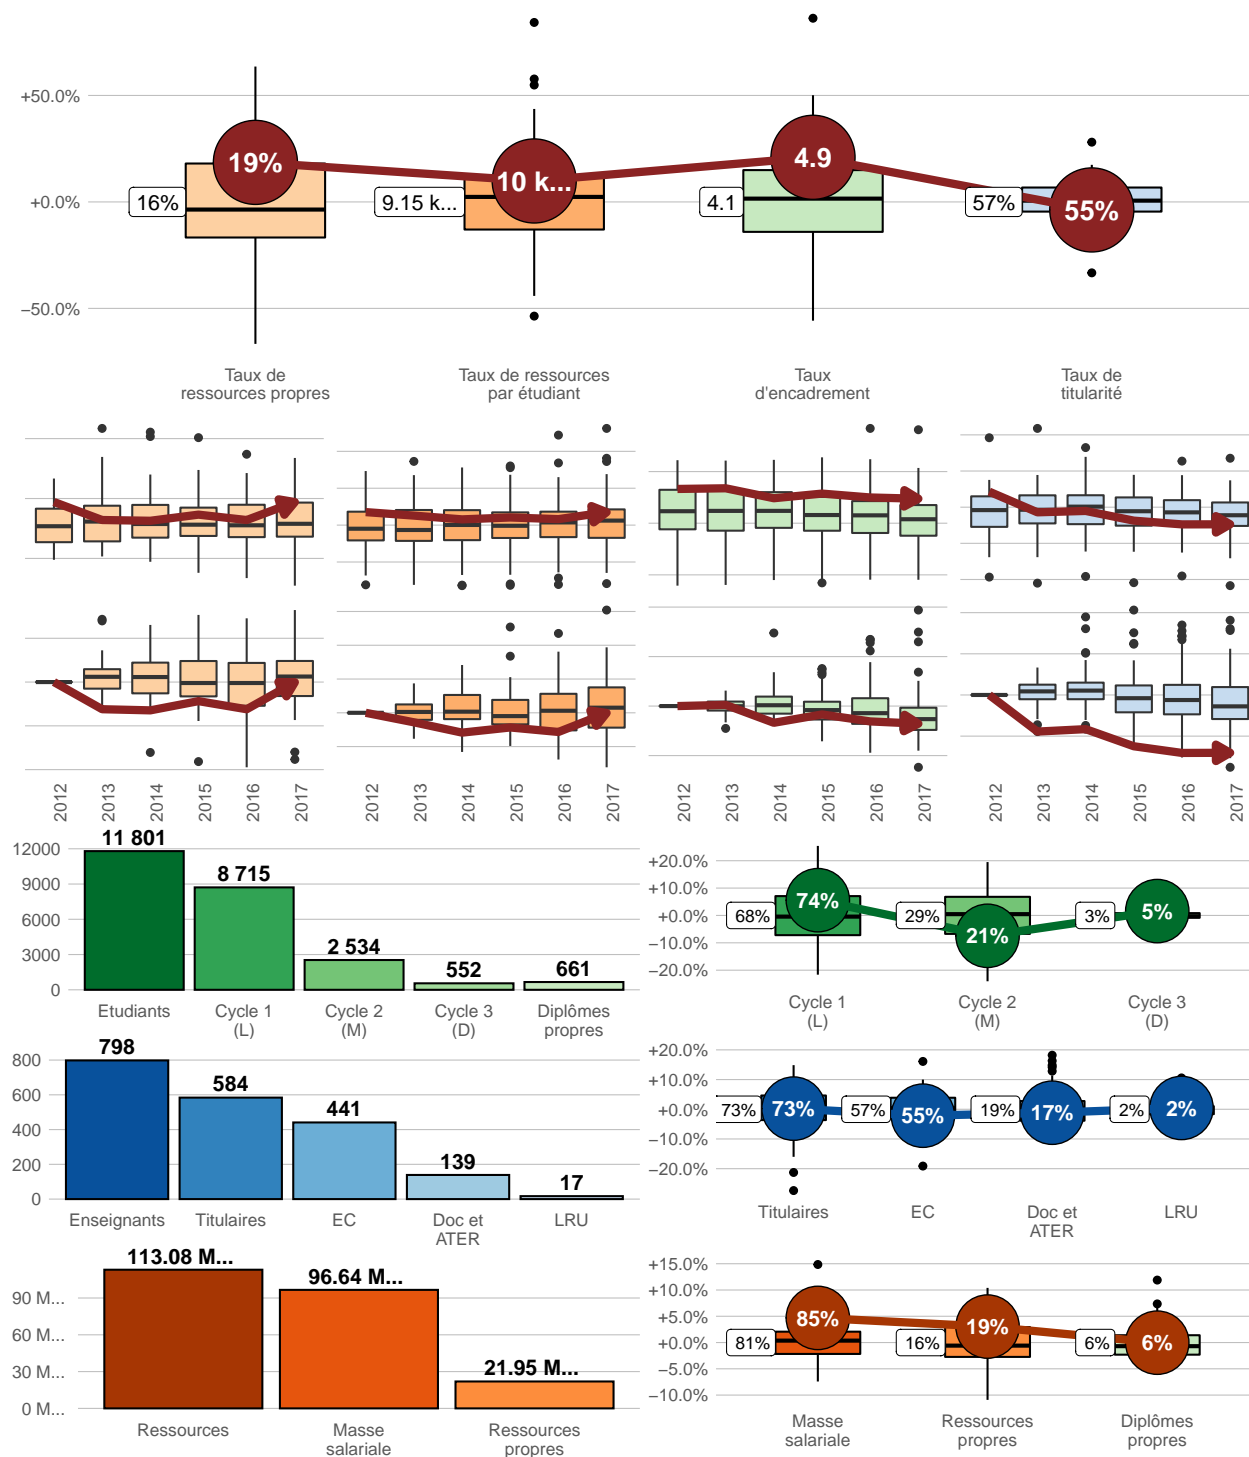 +50.0%
+0.0%
−50.0%
19%
10 k...
4.9
55%
16%
9.15 k...
4.1
57%
Taux de
ressources propres
Taux de ressources
par étudiant
Taux
d'encadrement
Taux de
titularité
2012
2013
2014
2015
2016
2017
2012
2013
2014
2015
2016
2017
2012
2013
2014
2015
2016
2017
2012
2013
2014
2015
2016
2017
12000
9000
6000
3000
0
11 801
8 715
2 534
552
661
Etudiants
Cycle 1
(L)
Cycle 2
(M)
Cycle 3
(D)
Diplômes
propres
+20.0%
+10.0%
+0.0%
−10.0%
−20.0%
68%
74%
29%
21%
3%
5%
Cycle 1
(L)
Cycle 2
(M)
Cycle 3
(D)
800
600
400
200
0
798
584
441
139
17
Enseignants
Titulaires
EC
Doc et
ATER
LRU
+20.0%
+10.0%
+0.0%
−10.0%
−20.0%
73%
73%
57%
55%
19%
17%
2%
2%
Titulaires
EC
Doc et
ATER
LRU
90 M...
60 M...
30 M...
0 M...
113.08 M...
96.64 M...
21.95 M...
Ressources
Masse
salariale
Ressources
propres
+15.0%
+10.0%
+5.0%
+0.0%
−5.0%
−10.0%
81%
85%
16%
19%
6%
6%
Masse
salariale
Ressources
propres
Diplômes
propres